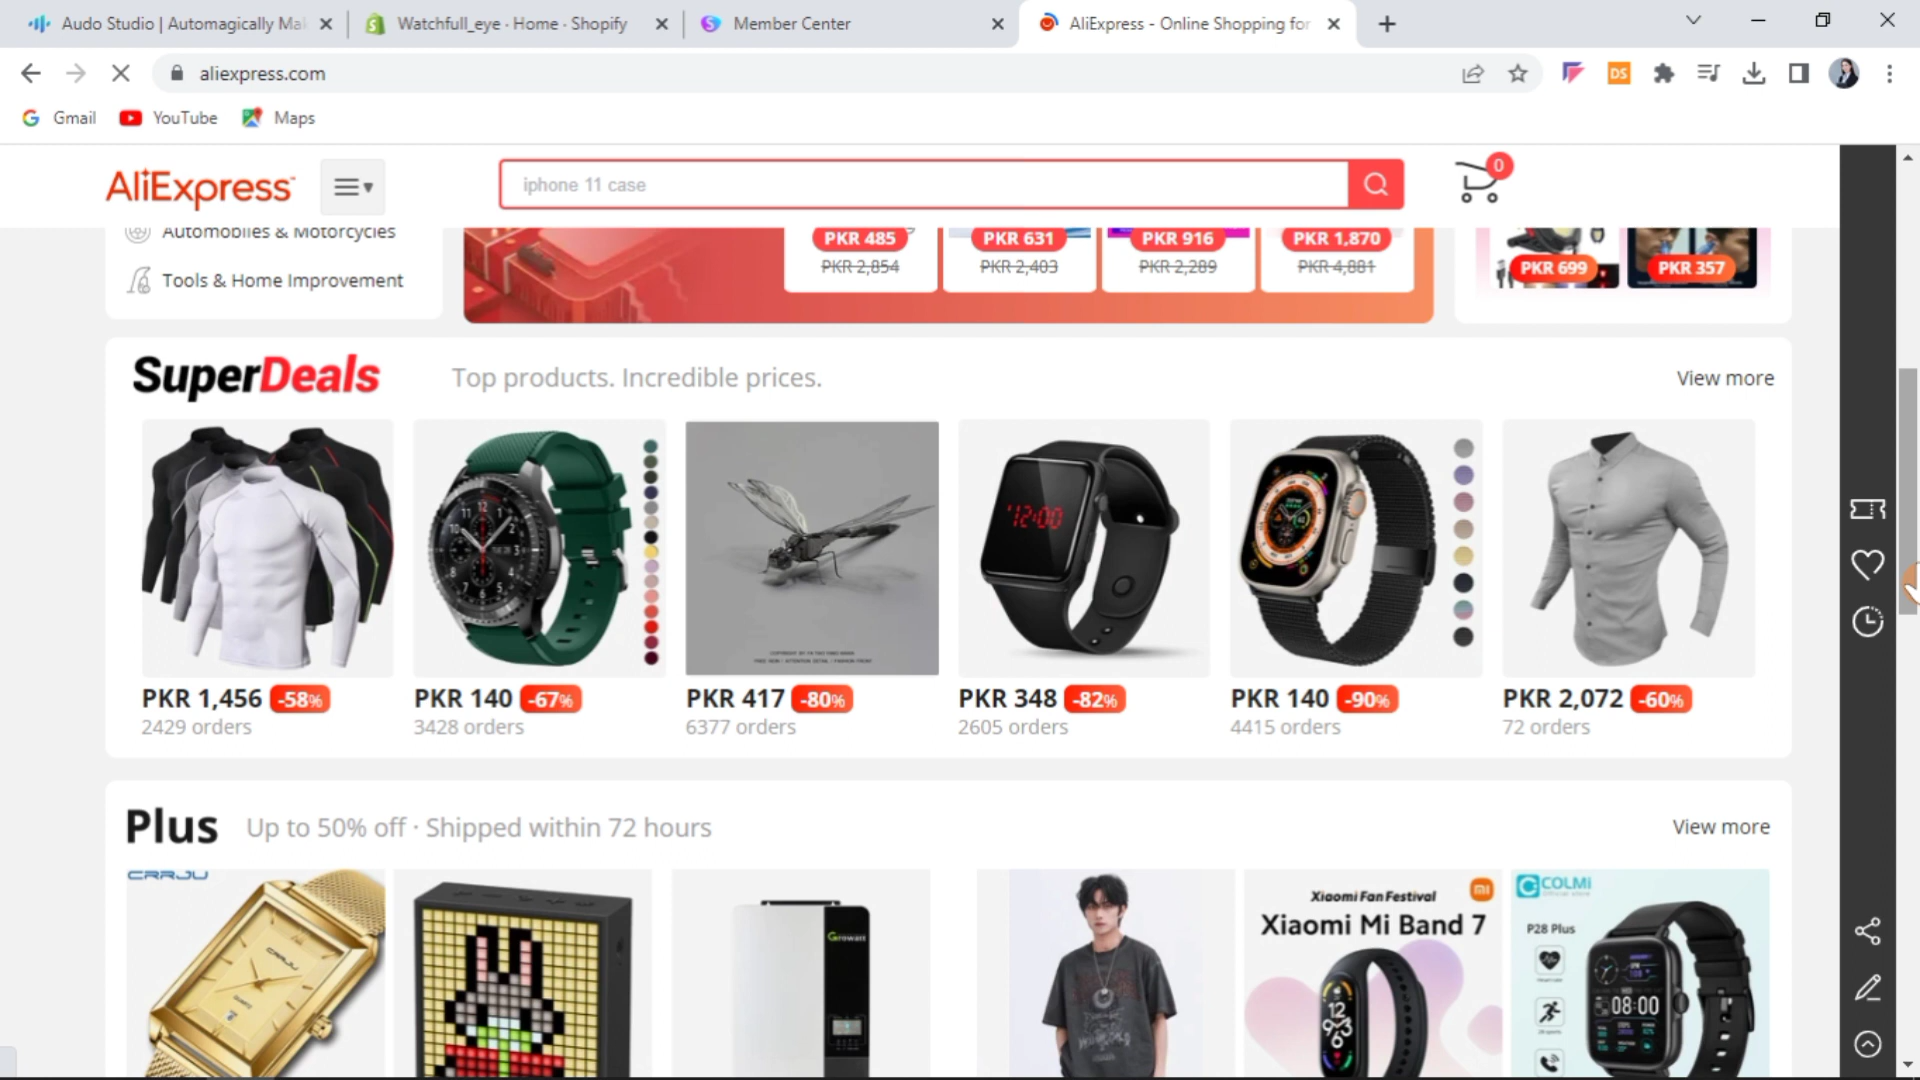 Audo Studio | Automagically Ma
Watchfull_eye · Home · Shopify
Member Center
AliExpress - Online Shopping for
aliexpress.com
DS
Gmail
YouTube
Maps
AliExpress
iphone 11 case
0
Automobiles & Motorcycles
Tools & Home Improvement
PKR 485
PKR 2,854
PKR 631
PKR 2,403
PKR 916
PKR 2,289
PKR 1,870
PKR 4,881
PKR 699
PKR 357
SuperDeals
Top products. Incredible prices.
View more
12:00
PKR 1,456 -58%
2429 orders
PKR 140 -67%
3428 orders
PKR 417 -80%
6377 orders
PKR 348 -82%
2605 orders
PKR 140 -90%
4415 orders
PKR 2,072 -60%
72 orders
Plus
Up to 50% off · Shipped within 72 hours
View more
CRRJU
Growatt
Xiaomi Fan Festival
Xiaomi Mi Band 7
COLMi
P28 Plus
08:00